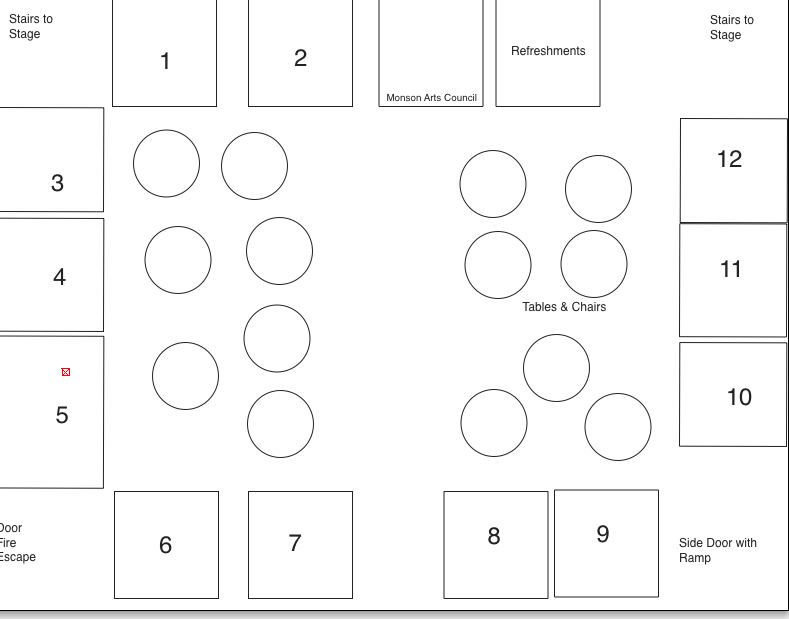 Stairs to
Stage
1
2
Monson Arts Council
Refreshments
Stairs to
Stage
3
12
4
11
Tables & Chairs
5
10
6
7
8
9
Door
Fire
Escape
Side Door with
Ramp